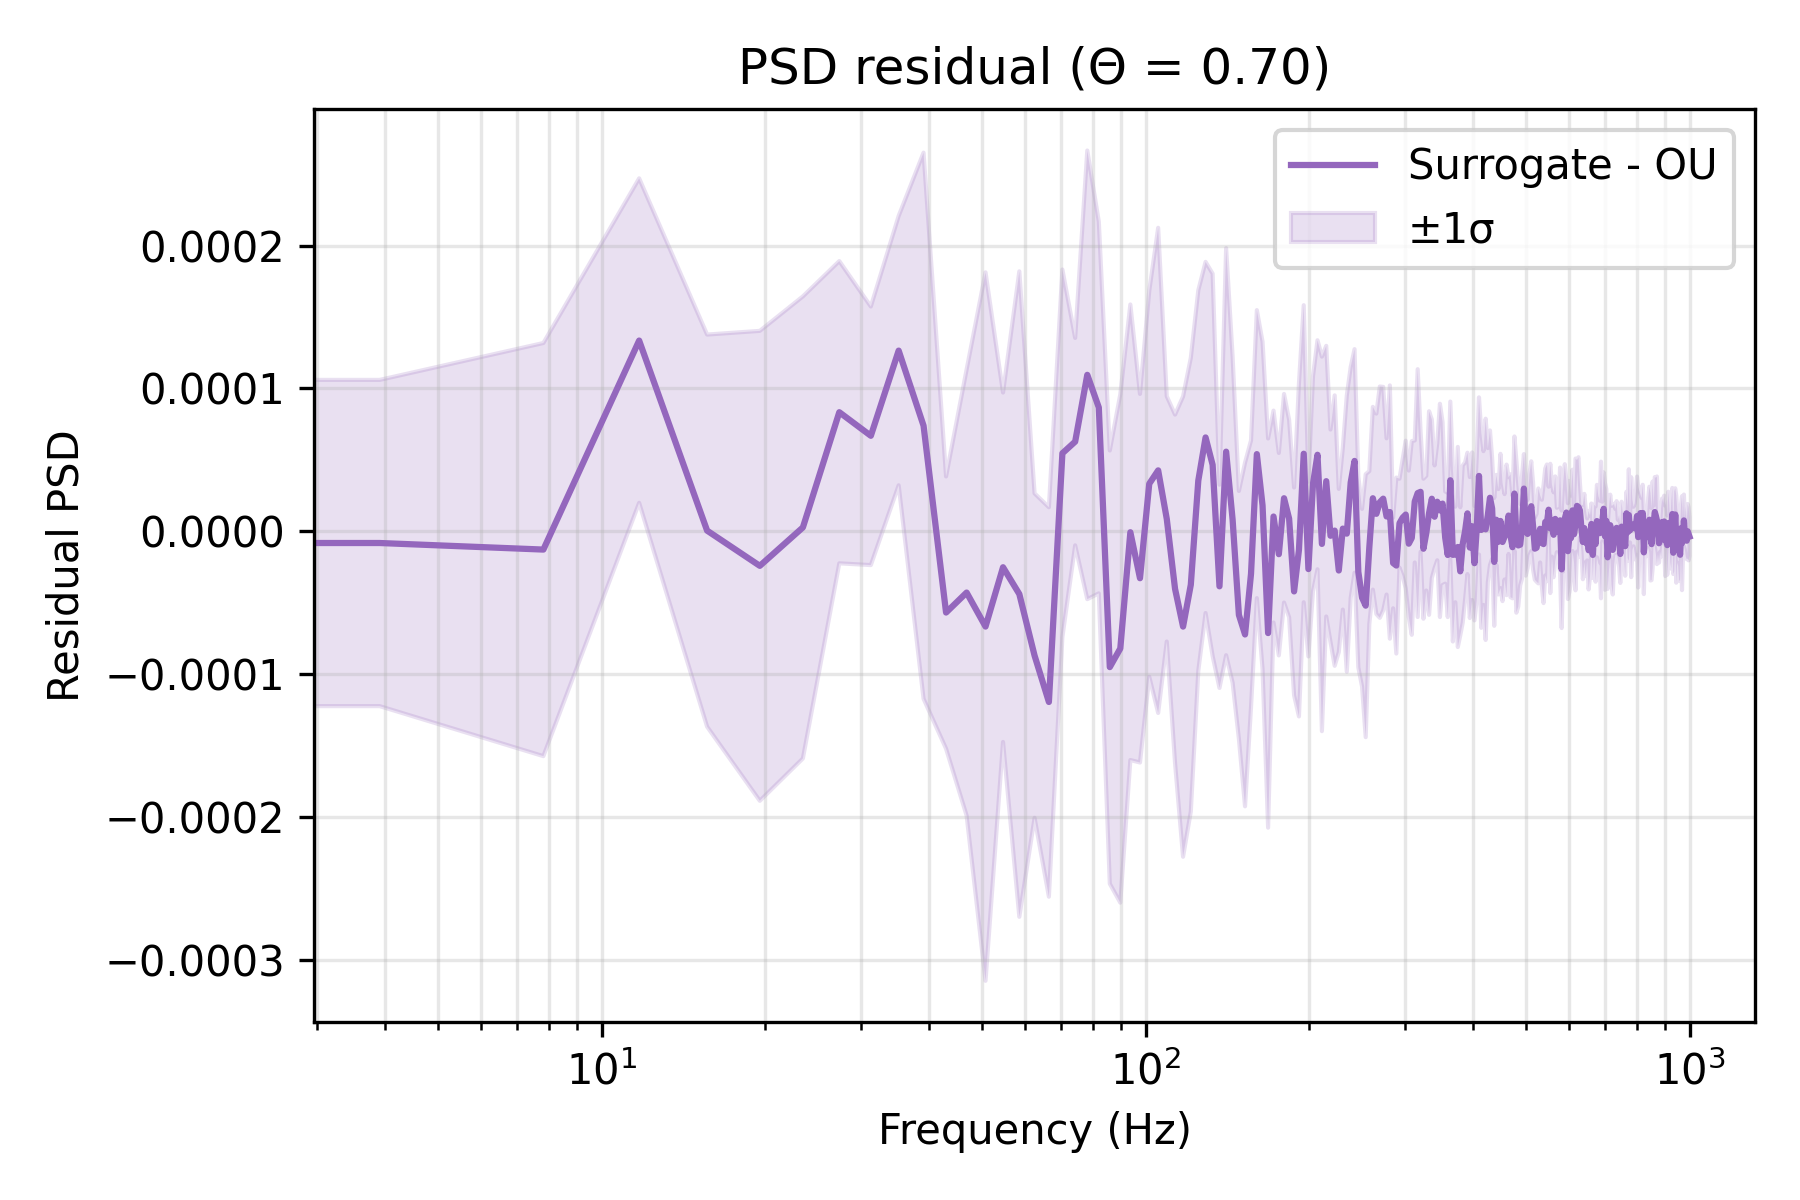 PSD residual (Θ = 0.70)
Surrogate - OU
±1σ
Residual PSD
0.0002
0.0001
0.0000
−0.0001
−0.0002
−0.0003
10¹ 10² 10³
Frequency (Hz)